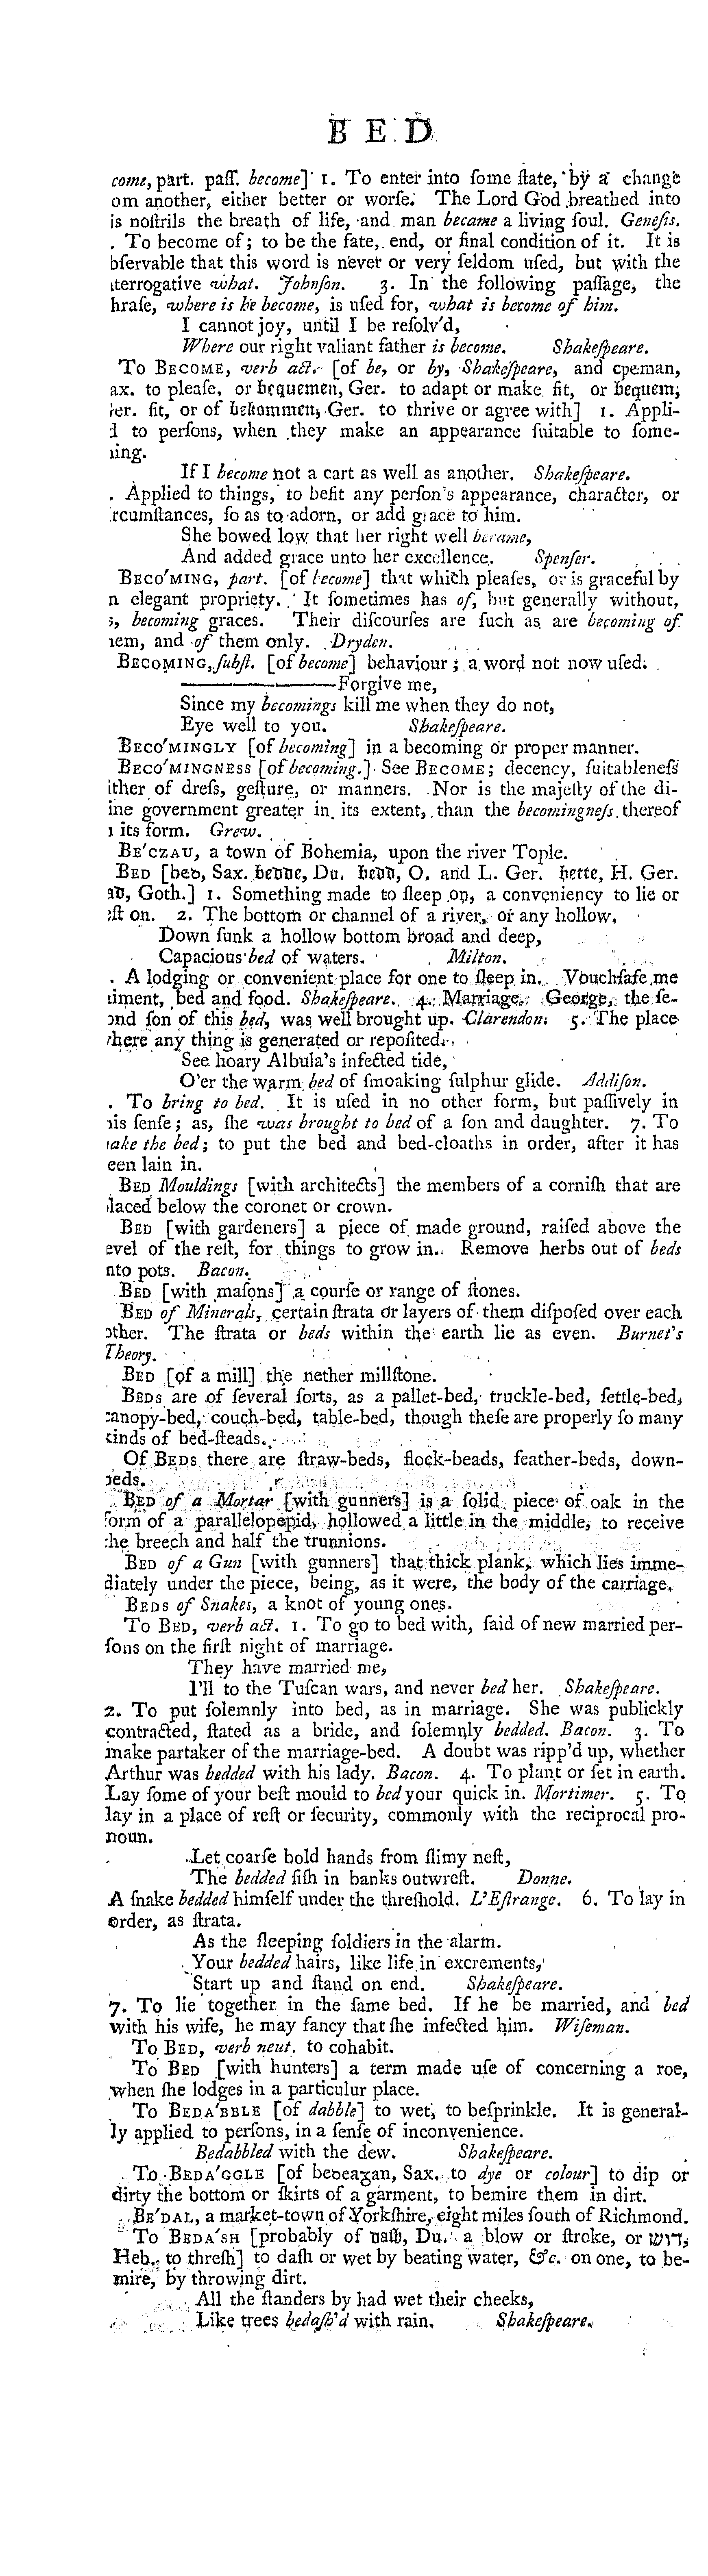 B E D
come, part. paſſ. become] 1. To enter into ſome ſtate, by a change
om another, either better or worſe. The Lord God breathed into
is noſtrils the breath of life, and man became a living ſoul. Geneſis.
. To become of; to be the fate, end, or final condition of it. It is
bſervable that this word is never or very ſeldom uſed, but with the
terrogative what. Johnſon. 3. In the following paſſage, the
hraſe, where is he become, is uſed for, what is become of him.
I cannot joy, until I be reſolv'd,
Where our right valiant father is become. Shakeſpeare.
To BECOME, verb act. [of be, or by, Shakeſpeare, and cpeman,
ax. to pleaſe, or bequemen, Ger. to adapt or make fit, or bequem,
er. fit, or of bekommen, Ger. to thrive or agree with] 1. Appli-
d to perſons, when they make an appearance ſuitable to ſome-
ing.
If I become not a cart as well as another. Shakeſpeare.
. Applied to things, to befit any perſon's appearance, character, or
rcumſtances, ſo as to adorn, or add grace to him.
She bowed low that her right well became,
And added grace unto her excellence. Spenſer.
BECO'MING, part. [of become] that which pleaſes, or is graceful by
n elegant propriety. It ſometimes has of, but generally without,
s, becoming graces. Their diſcourſes are ſuch as are becoming of
em, and of them only. Dryden.
BECOMING, ſubſt. [of become] behaviour; a word not now uſed.
————Forgive me,
Since my becomings kill me when they do not,
Eye well to you. Shakeſpeare.
BECO'MINGLY [of becoming] in a becoming or proper manner.
BECO'MINGNESS [of becoming.] See BECOME; decency, ſuitableneſs
ither of dreſs, geſture, or manners. Nor is the majeſty of the di-
ine government greater in its extent, than the becomingneſs thereof
its form. Grew.
BE'CZAU, a town of Bohemia, upon the river Tople.
BED [bed, Sax. bedde, Du. bedd, O. and L. Ger. bette, H. Ger.
ad, Goth.] 1. Something made to ſleep on, a conveniency to lie or
eſt on. 2. The bottom or channel of a river, or any hollow.
Down ſunk a hollow bottom broad and deep,
Capacious bed of waters. Milton.
. A lodging or convenient place for one to ſleep in. Vouchſafe me
iment, bed and food. Shakeſpeare. 4. Marriage. George, the ſe-
ond ſon of this bed, was well brought up. Clarendon. 5. The place
here any thing is generated or repoſited.
See hoary Albula's infected tide,
O'er the warm bed of ſmoaking ſulphur glide. Addiſon.
. To bring to bed. It is uſed in no other form, but paſſively in
is ſenſe; as, ſhe was brought to bed of a ſon and daughter. 7. To
ake the bed; to put the bed and bed-cloaths in order, after it has
een lain in.
BED Mouldings [with architects] the members of a corniſh that are
laced below the coronet or crown.
BED [with gardeners] a piece of made ground, raiſed above the
evel of the reſt, for things to grow in. Remove herbs out of beds
nto pots. Bacon.
BED [with maſons] a courſe or range of ſtones.
BED of Minerals, certain ſtrata or layers of them diſpoſed over each
other. The ſtrata or beds within the earth lie as even. Burnet's
Theory.
BED [of a mill] the nether millſtone.
BEDS are of ſeveral ſorts, as a pallet-bed, truckle-bed, ſettle-bed,
canopy-bed, couch-bed, table-bed, though theſe are properly ſo many
kinds of bed-ſteads.
Of BEDS there are ſtraw-beds, flock-beads, feather-beds, down-
beds.
BED of a Mortar [with gunners] is a ſolid piece of oak in the
form of a parallelopepid, hollowed a little in the middle, to receive
the breech and half the trunnions.
BED of a Gun [with gunners] that thick plank, which lies imme-
diately under the piece, being, as it were, the body of the carriage.
BEDS of Snakes, a knot of young ones.
To BED, verb act. 1. To go to bed with, ſaid of new married per-
ſons on the firſt night of marriage.
They have married me,
I'll to the Tuſcan wars, and never bed her. Shakeſpeare.
2. To put ſolemnly into bed, as in marriage. She was publickly
contracted, ſtated as a bride, and ſolemnly bedded. Bacon. 3. To
make partaker of the marriage-bed. A doubt was ripp'd up, whether
Arthur was bedded with his lady. Bacon. 4. To plant or ſet in earth.
Lay ſome of your beſt mould to bed your quick in. Mortimer. 5. To
lay in a place of reſt or ſecurity, commonly with the reciprocal pro-
noun.
Let coarſe bold hands from ſlimy neſt,
The bedded fiſh in banks outwreſt. Donne.
A ſnake bedded himſelf under the threſhold. L'Eſtrange. 6. To lay in
order, as ſtrata.
As the ſleeping ſoldiers in the alarm.
Your bedded hairs, like life in excrements,
Start up and ſtand on end. Shakeſpeare.
7. To lie together in the ſame bed. If he be married, and bed
with his wife, he may fancy that ſhe infected him. Wiſeman.
To BED, verb neut. to cohabit.
To BED [with hunters] a term made uſe of concerning a roe,
when ſhe lodges in a particulur place.
To BEDA'BBLE [of dabble] to wet, to beſprinkle. It is general-
ly applied to perſons, in a ſenſe of inconvenience.
Bedabbled with the dew. Shakeſpeare.
To BEDA'GGLE [of bedeagan, Sax. to dye or colour] to dip or
dirty the bottom or ſkirts of a garment, to bemire them in dirt.
BE'DAL, a market-town of Yorkſhire, eight miles ſouth of Richmond.
To BEDA'SH [probably of daſh, Du. a blow or ſtroke, or דוש,
Heb. to threſh] to daſh or wet by beating water, &c. on one, to be-
mire, by throwing dirt.
All the ſtanders by had wet their cheeks,
Like trees bedaſh'd with rain. Shakeſpeare.